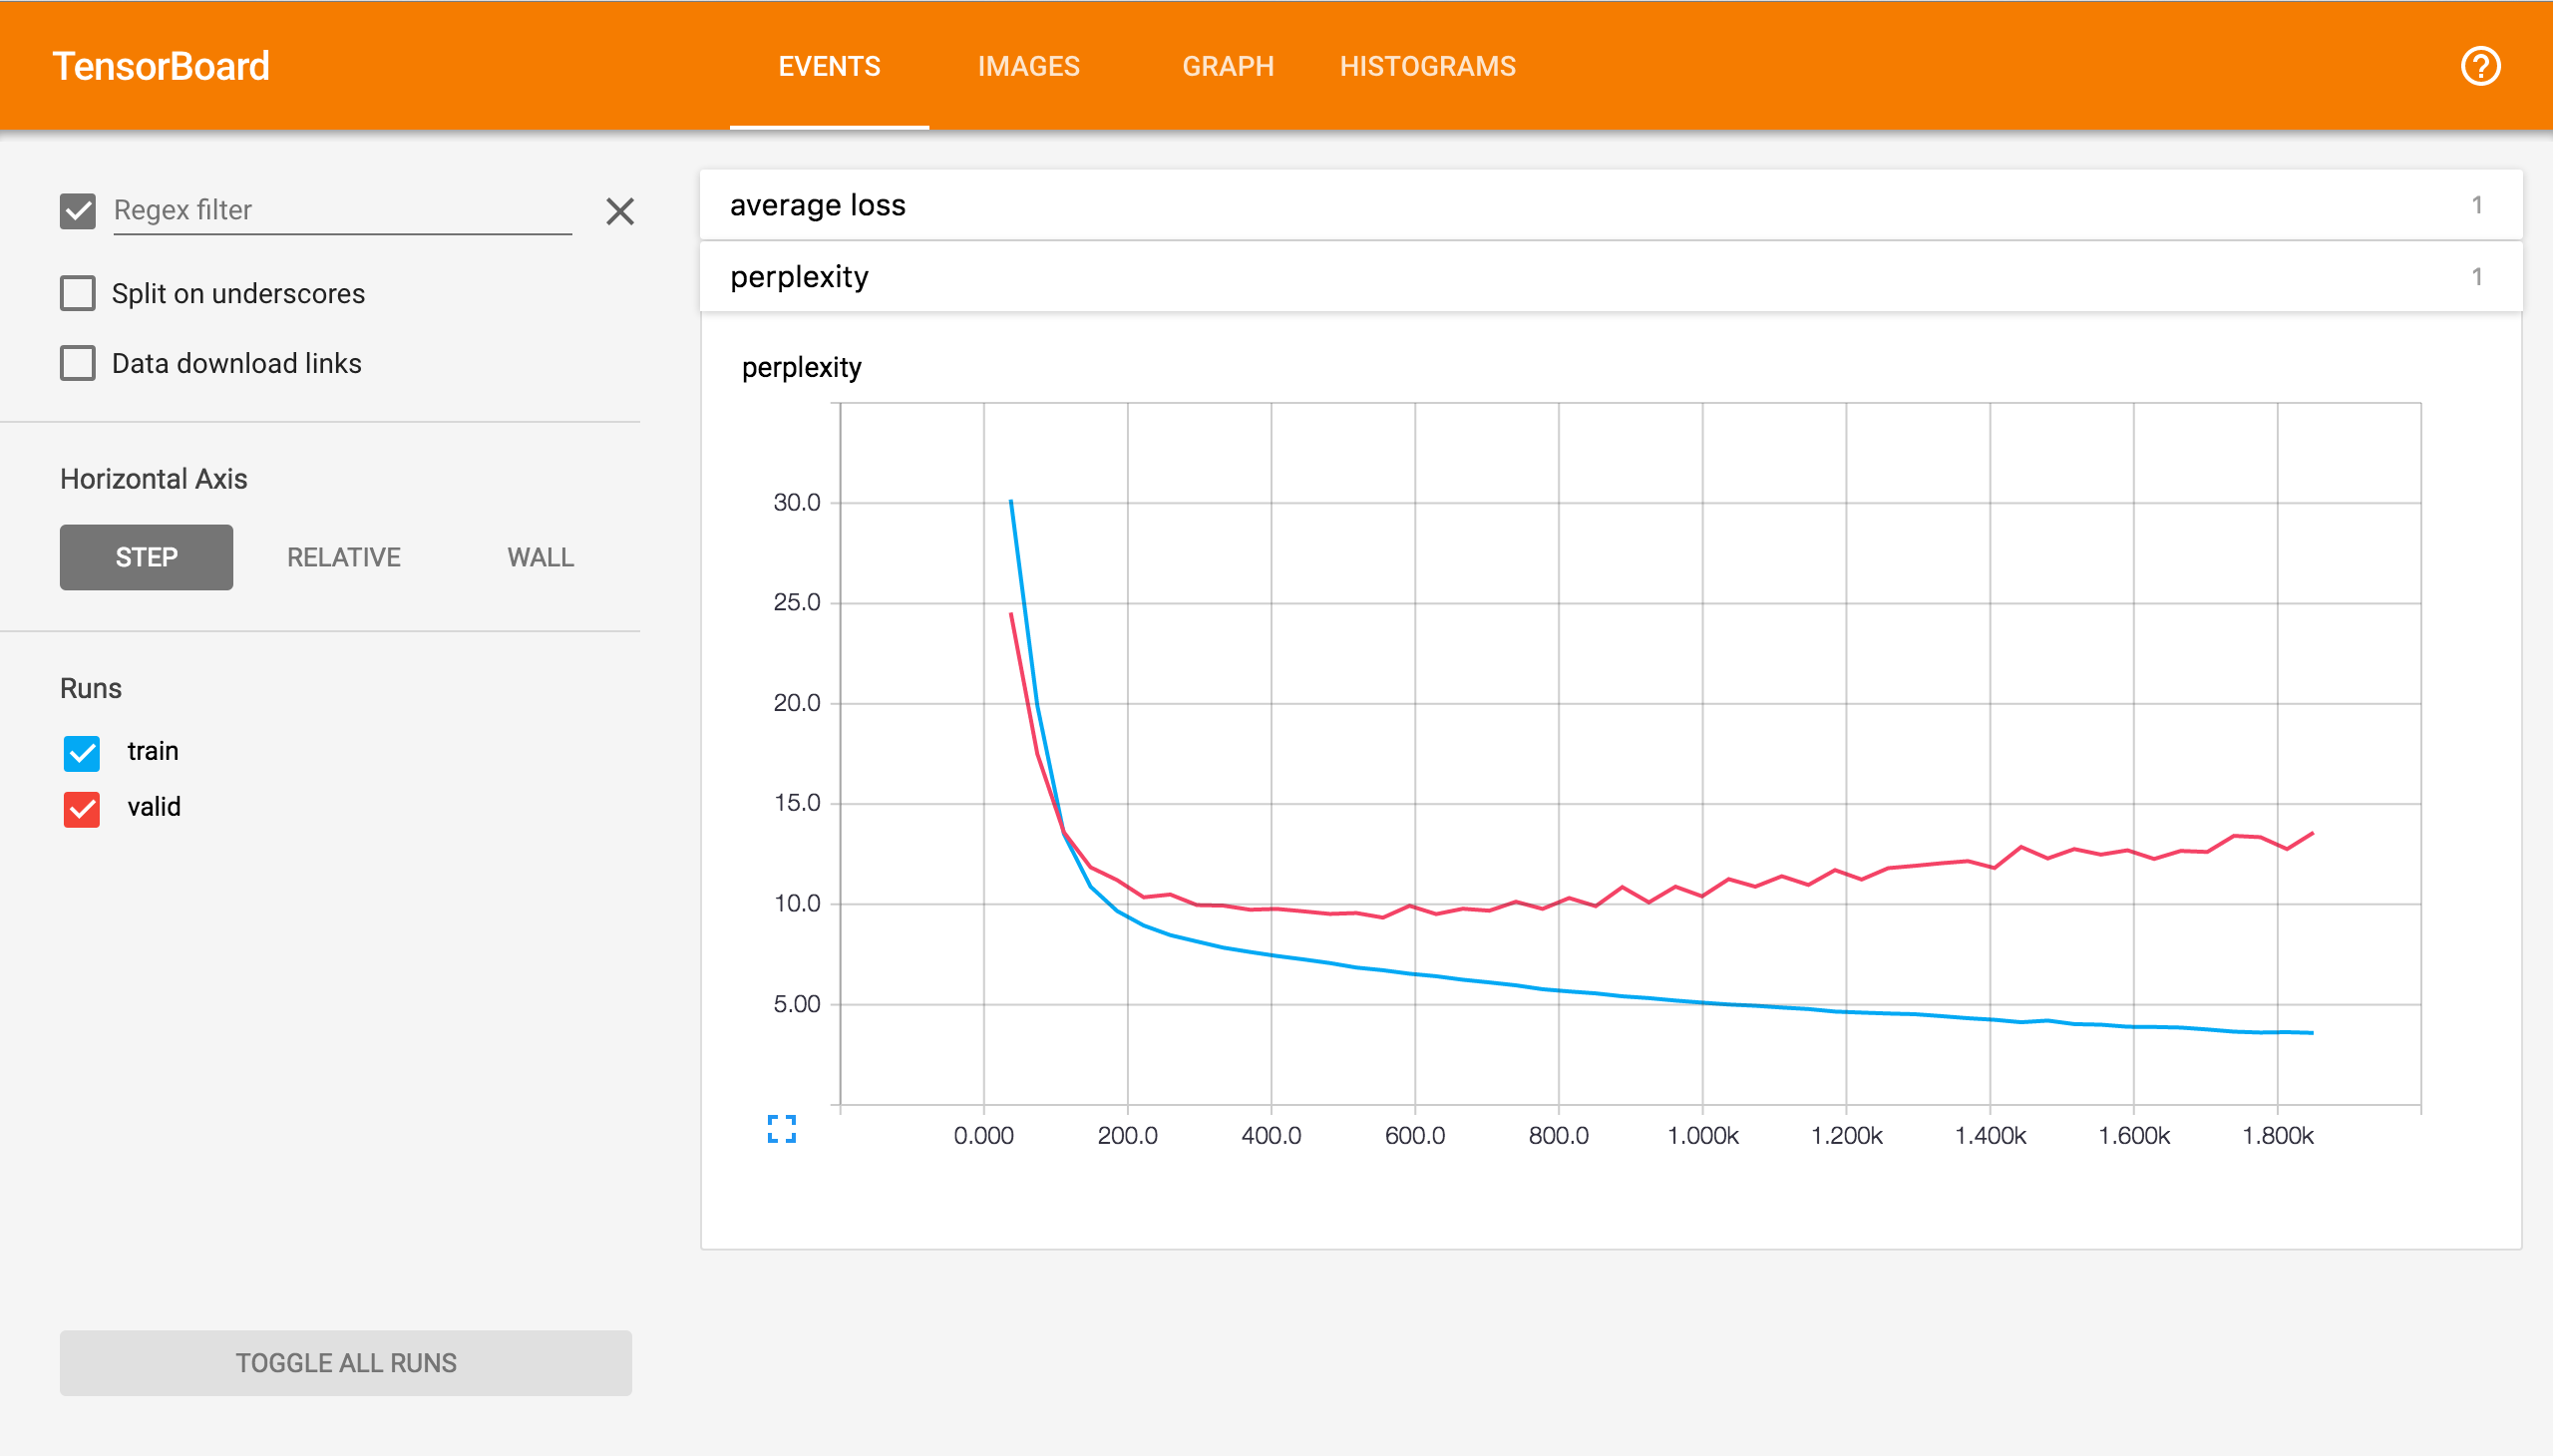 TensorBoard
EVENTS IMAGES GRAPH HISTOGRAMS
?
Regex filter
Split on underscores
Data download links
Horizontal Axis
STEP RELATIVE WALL
Runs
train
valid
TOGGLE ALL RUNS
average loss 1
perplexity 1
perplexity
30.0
25.0
20.0
15.0
10.0
5.00
0.000 200.0 400.0 600.0 800.0 1.000k 1.200k 1.400k 1.600k 1.800k